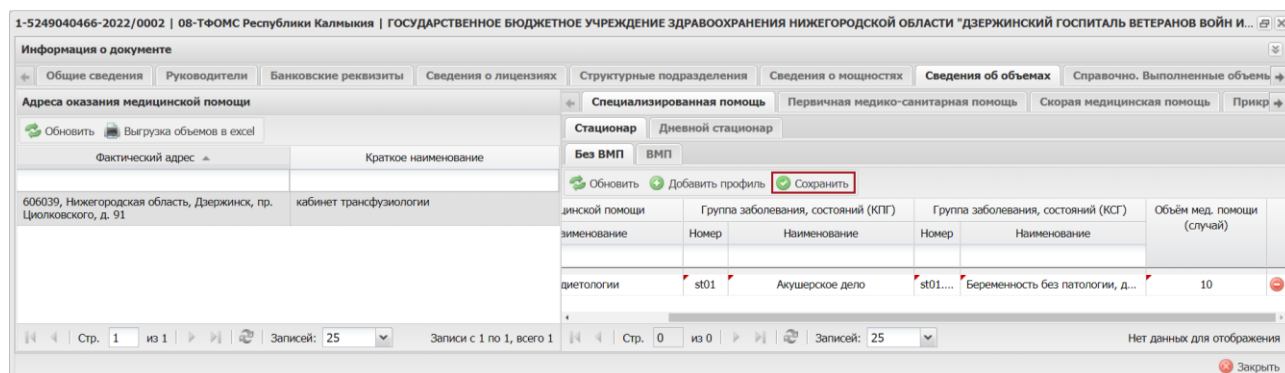 1-5249040466-2022/0002 | 08-ТФОМС Республики Калмыкия | ГОСУДАРСТВЕННОЕ БЮДЖЕТНОЕ УЧРЕЖДЕНИЕ ЗДРАВООХРАНЕНИЯ НИЖЕГОРОДСКОЙ ОБЛАСТИ "ДЗЕРЖИНСКИЙ ГОСПИТАЛЬ ВЕТЕРАНОВ ВОЙН И...
Информация о документе
Общие сведения Руководители Банковские реквизиты Сведения о лицензиях Структурные подразделения Сведения о мощностях Сведения об объемах Справочно. Выполненные объемы
Адреса оказания медицинской помощи
Специализированная помощь Первичная медико-санитарная помощь Скорая медицинская помощь Прикр
Обновить Выгрузка объемов в excel
Стационар Дневной стационар
Фактический адрес Краткое наименование
Без ВМП ВМП
Обновить Добавить профиль Сохранить
606039, Нижегородская область, Дзержинск, пр.
Циолковского, д. 91
кабинет трансфузиологии
цинской помощи Группа заболевания, состояний (КПГ) Группа заболевания, состояний (КСГ) Объём мед. помощи
(случай)
аименование Номер Наименование Номер Наименование
диетологии st01 Акушерское дело st01.... Беременность без патологии, д... 10
Стр. 1 из 1 Записей: 25 Записи с 1 по 1, всего 1
Стр. 0 из 0 Записей: 25 Нет данных для отображения
Закрыть